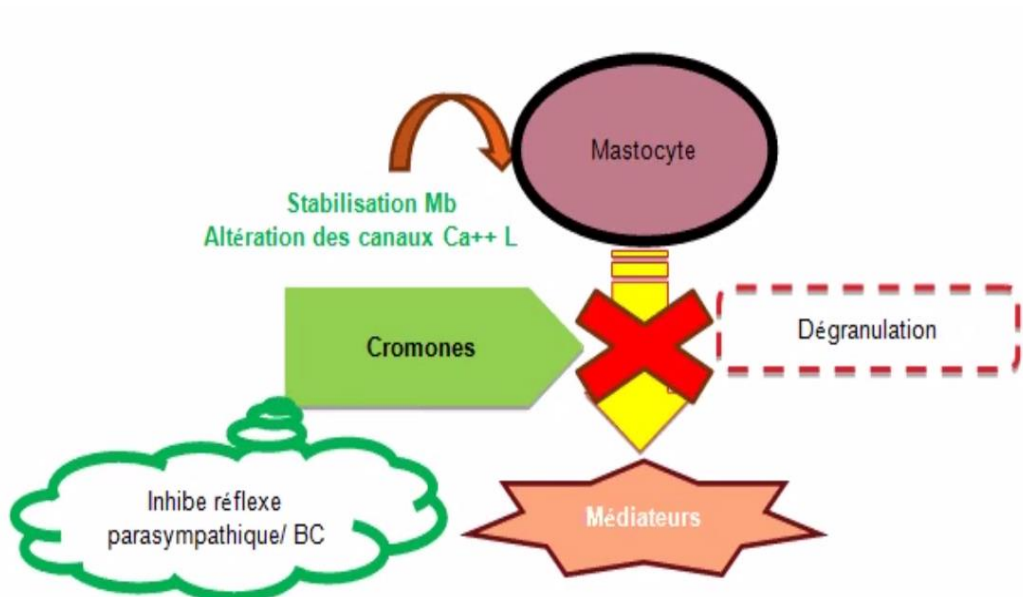 Mastocyte
Stabilisation Mb
Altération des canaux Ca++ L
Cromones
Dégranulation
Inhibe réflexe
parasympathique/ BC
Médiateurs